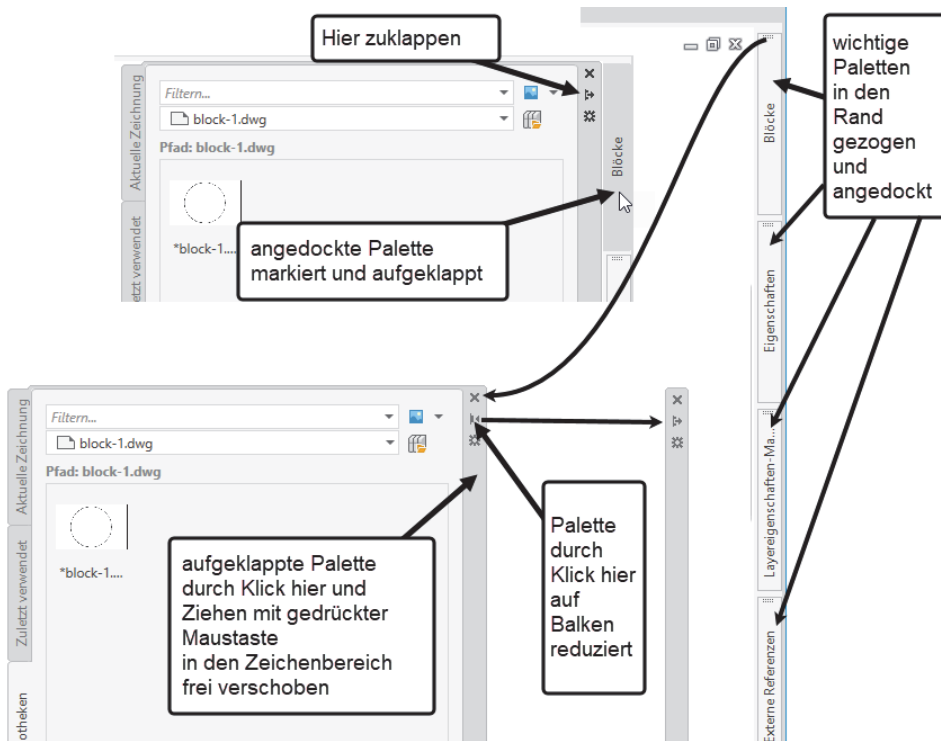 Hier zuklappen
Aktuelle Zeichnung
Filtern...
block-1.dwg
Pfad: block-1.dwg
*block-1....
Blöcke
angedockte Palette
markiert und aufgeklappt
wichtige
Paletten
in den
Rand
gezogen
und
angedockt
Blöcke
Eigenschaften
Layereigenschaften-Ma...
Externe Referenzen
etzt verwendet
Aktuelle Zeichnung
Zuletzt verwendet
otheken
Filtern...
block-1.dwg
Pfad: block-1.dwg
*block-1....
aufgeklappte Palette
durch Klick hier und
Ziehen mit gedrückter
Maustaste
in den Zeichenbereich
frei verschoben
Palette
durch
Klick hier
auf
Balken
reduziert